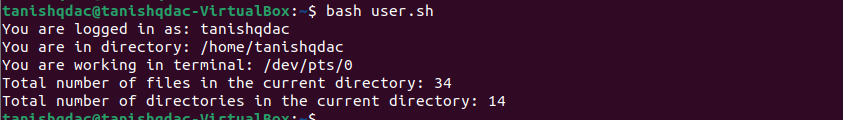 tanishqdac@tanishqdac-VirtualBox:~$ bash user.sh
You are logged in as: tanishqdac
You are in directory: /home/tanishqdac
You are working in terminal: /dev/pts/0
Total number of files in the current directory: 34
Total number of directories in the current directory: 14
tanishqdac@tanishqdac-VirtualBox:~$